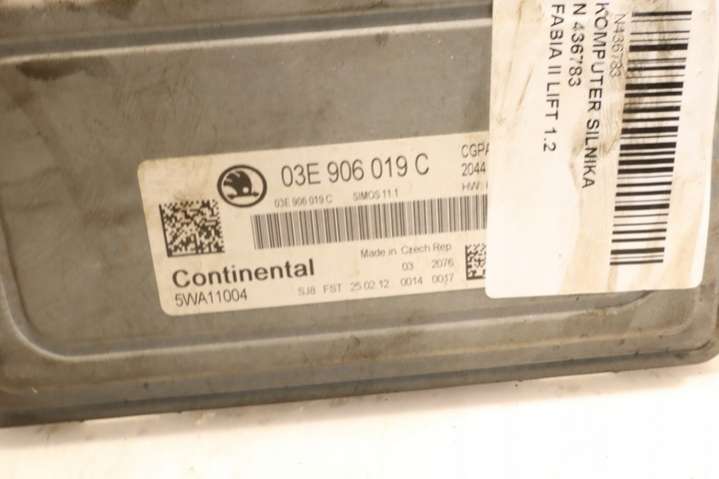 03E 906 019 C
CGPA
2044
03E 906 019 C SIMOS 11.1
HW:
Made in Czech Rep
Continental
03 2076
5WA11004
SJ8 FST 25.02.12 0014 0017
N436783
KOMPUTER SILNIKA
N 436783
FABIA II LIFT 1.2